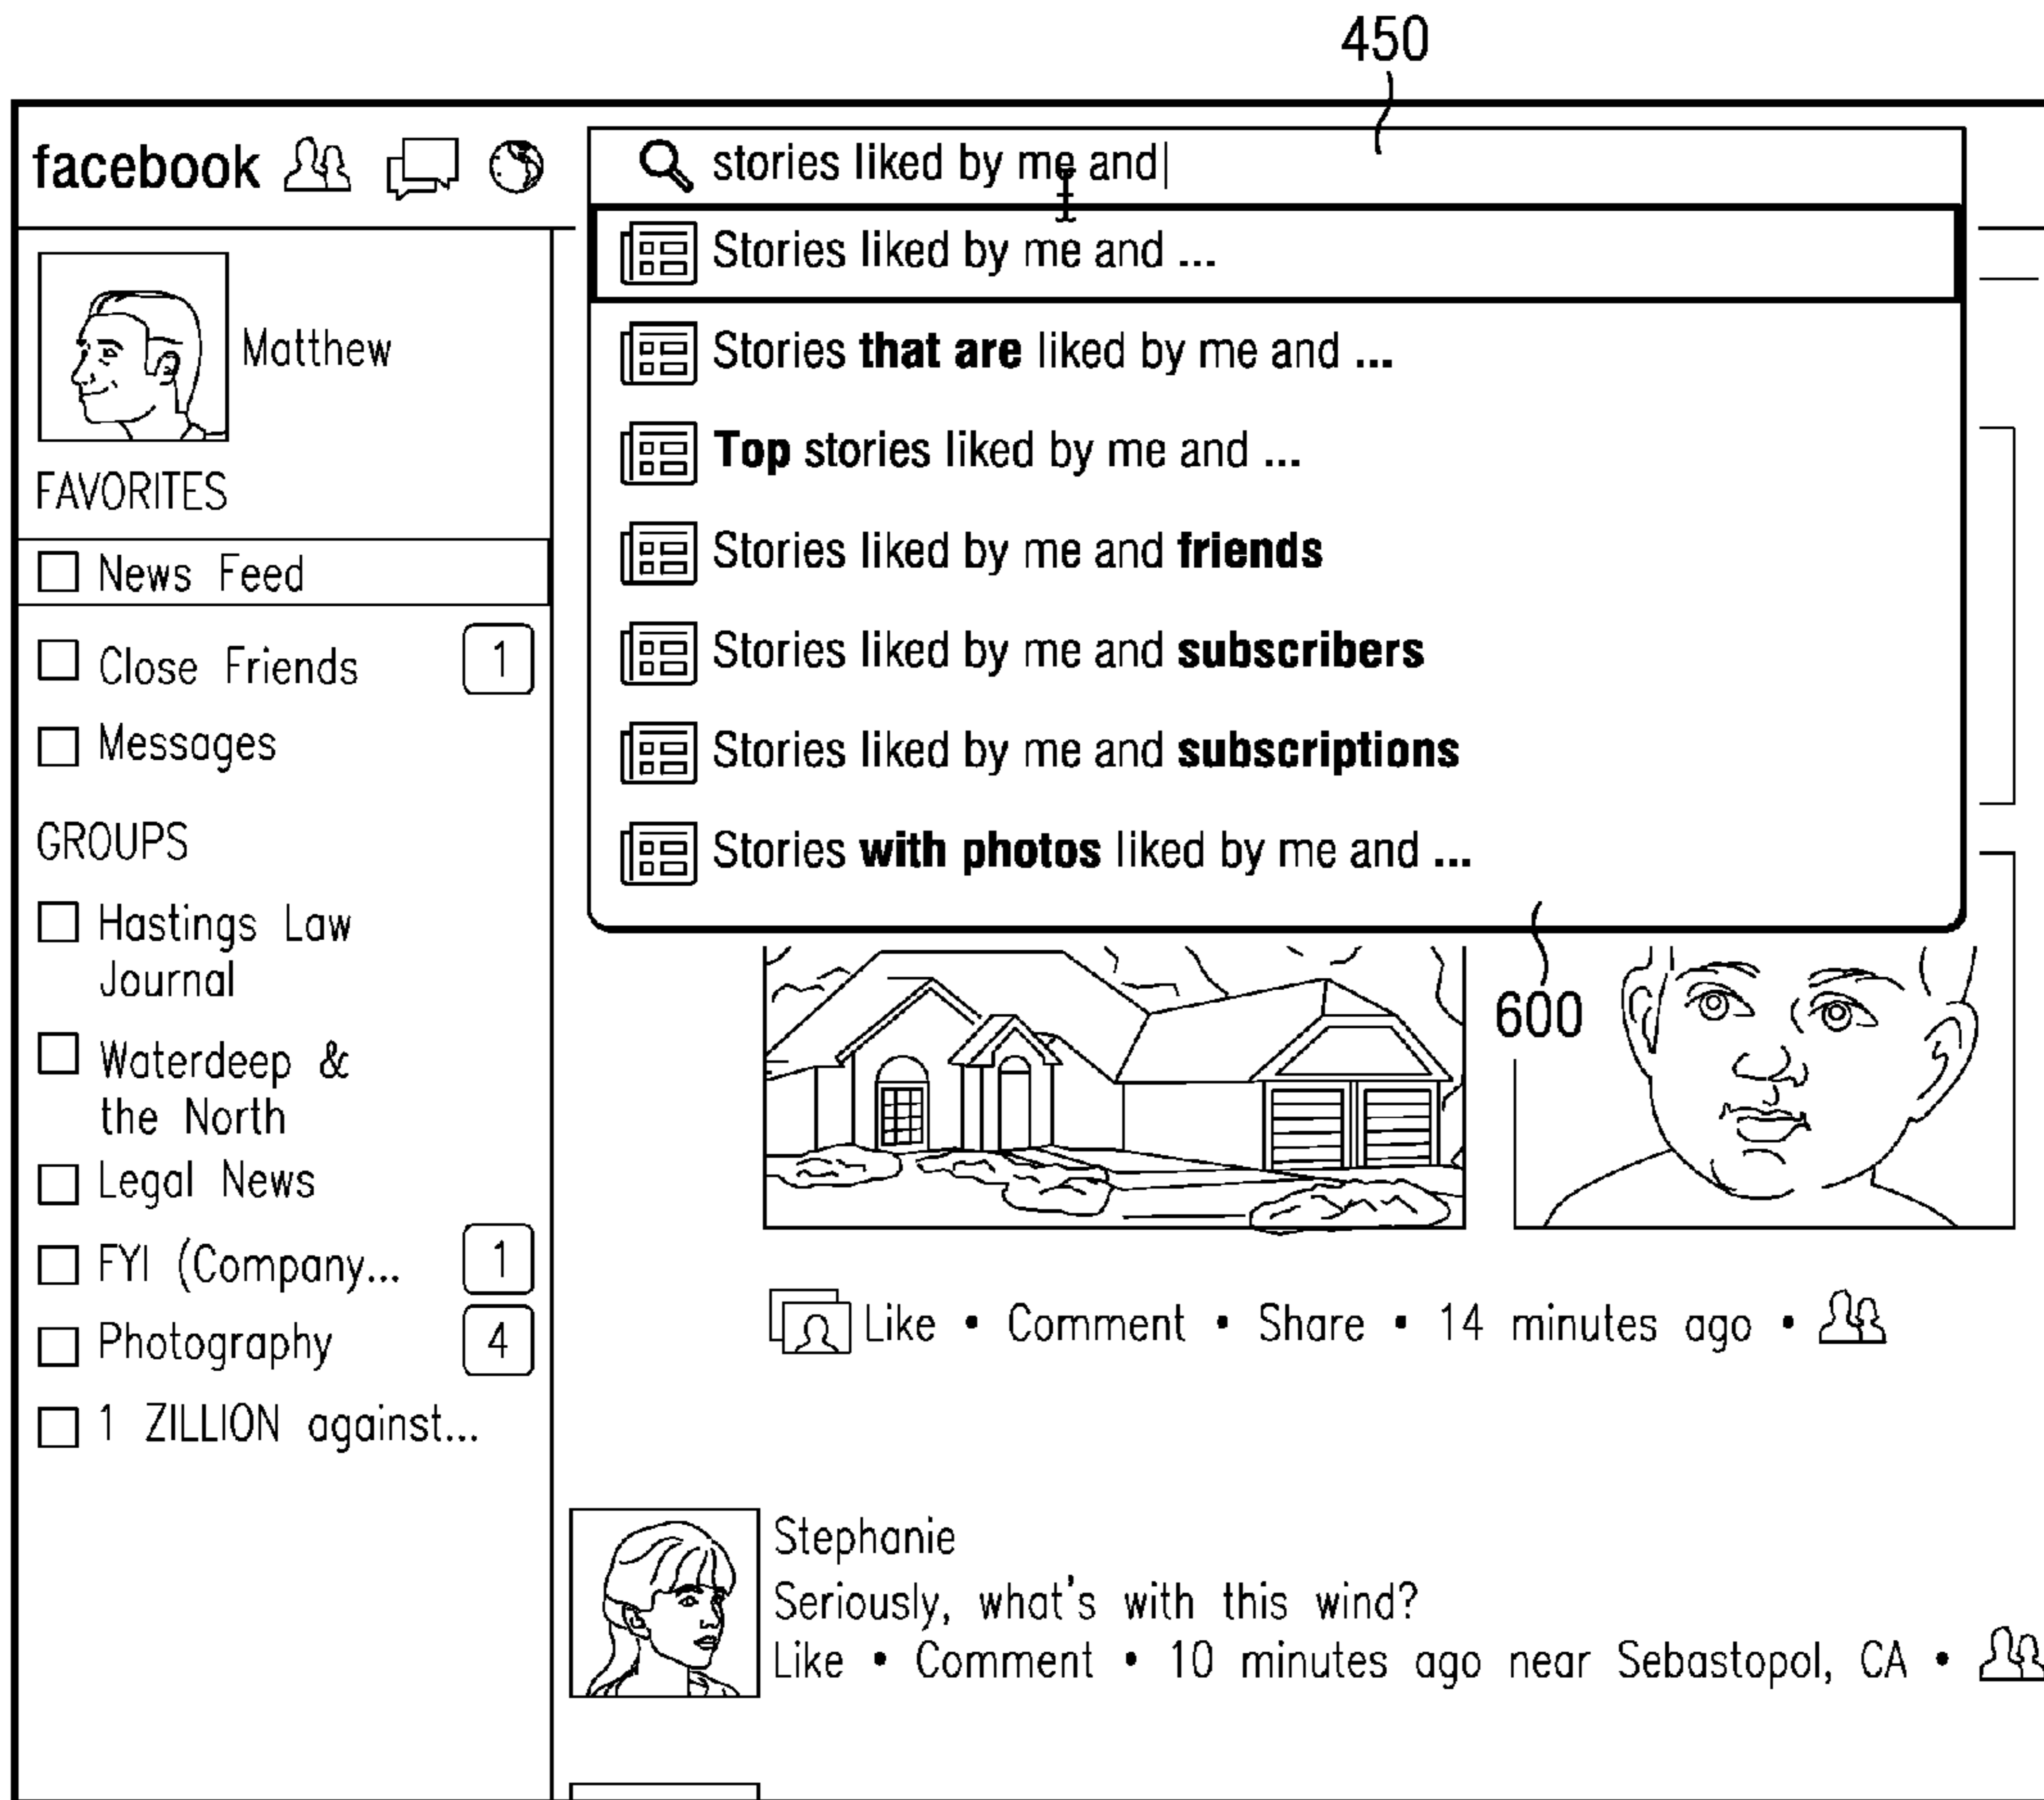 450
facebook
stories liked by me and
Stories liked by me and ...
Stories that are liked by me and ...
Top stories liked by me and ...
Stories liked by me and friends
Stories liked by me and subscribers
Stories liked by me and subscriptions
Stories with photos liked by me and ...
600
Matthew
FAVORITES
News Feed
Close Friends 1
Messages
GROUPS
Hastings Law
Journal
Waterdeep &
the North
Legal News
FYI (Company... 1
Photography 4
1 ZILLION against...
Like • Comment • Share • 14 minutes ago •
Stephanie
Seriously, what's with this wind?
Like • Comment • 10 minutes ago near Sebastopol, CA •